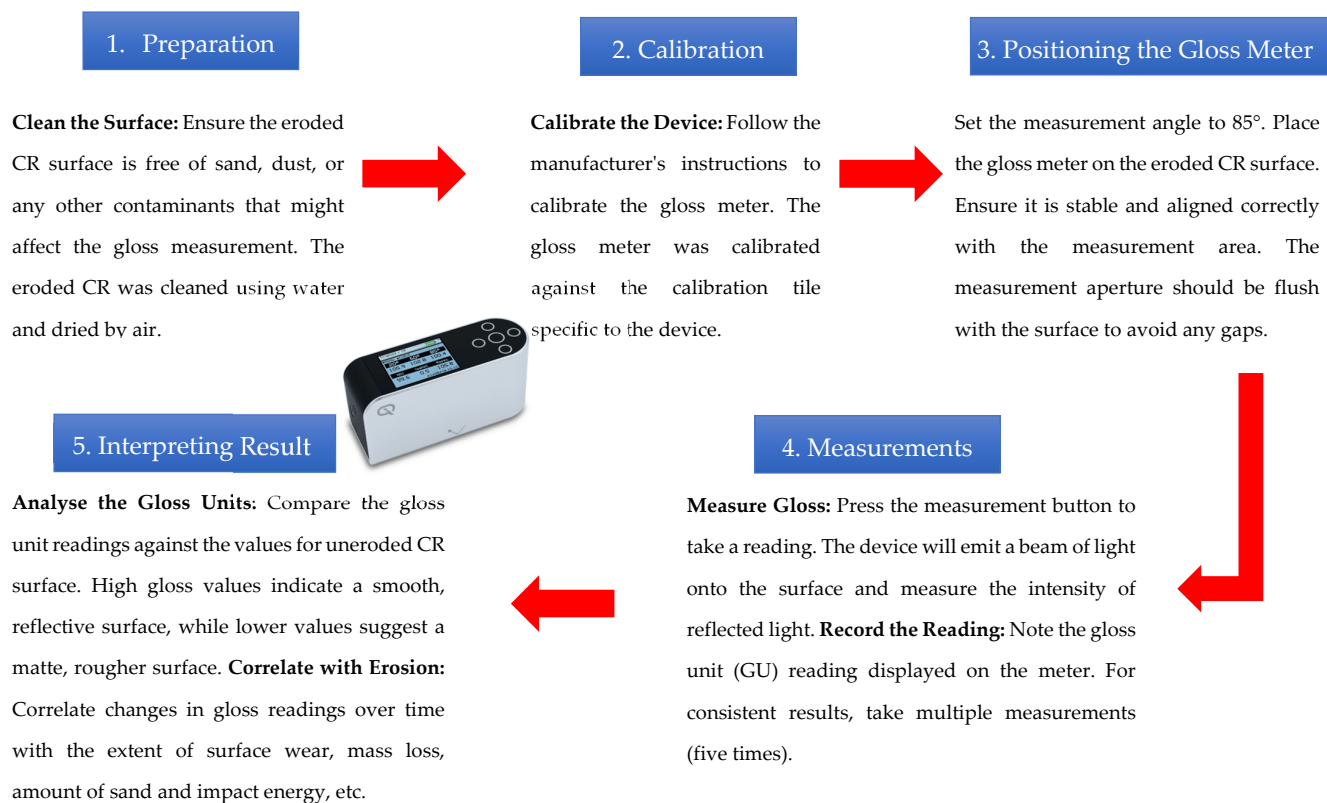 1. Preparation
Clean the Surface: Ensure the eroded
CR surface is free of sand, dust, or
any other contaminants that might
affect the gloss measurement. The
eroded CR was cleaned using water
and dried by air.
2. Calibration
Calibrate the Device: Follow the
manufacturer's instructions to
calibrate the gloss meter. The
gloss meter was calibrated
against the calibration tile
specific to the device.
3. Positioning the Gloss Meter
Set the measurement angle to 85°. Place
the gloss meter on the eroded CR surface.
Ensure it is stable and aligned correctly
with the measurement area. The
measurement aperture should be flush
with the surface to avoid any gaps.
4. Measurements
Measure Gloss: Press the measurement button to
take a reading. The device will emit a beam of light
onto the surface and measure the intensity of
reflected light. Record the Reading: Note the gloss
unit (GU) reading displayed on the meter. For
consistent results, take multiple measurements
(five times).
5. Interpreting Result
Analyse the Gloss Units: Compare the gloss
unit readings against the values for uneroded CR
surface. High gloss values indicate a smooth,
reflective surface, while lower values suggest a
matte, rougher surface. Correlate with Erosion:
Correlate changes in gloss readings over time
with the extent of surface wear, mass loss,
amount of sand and impact energy, etc.